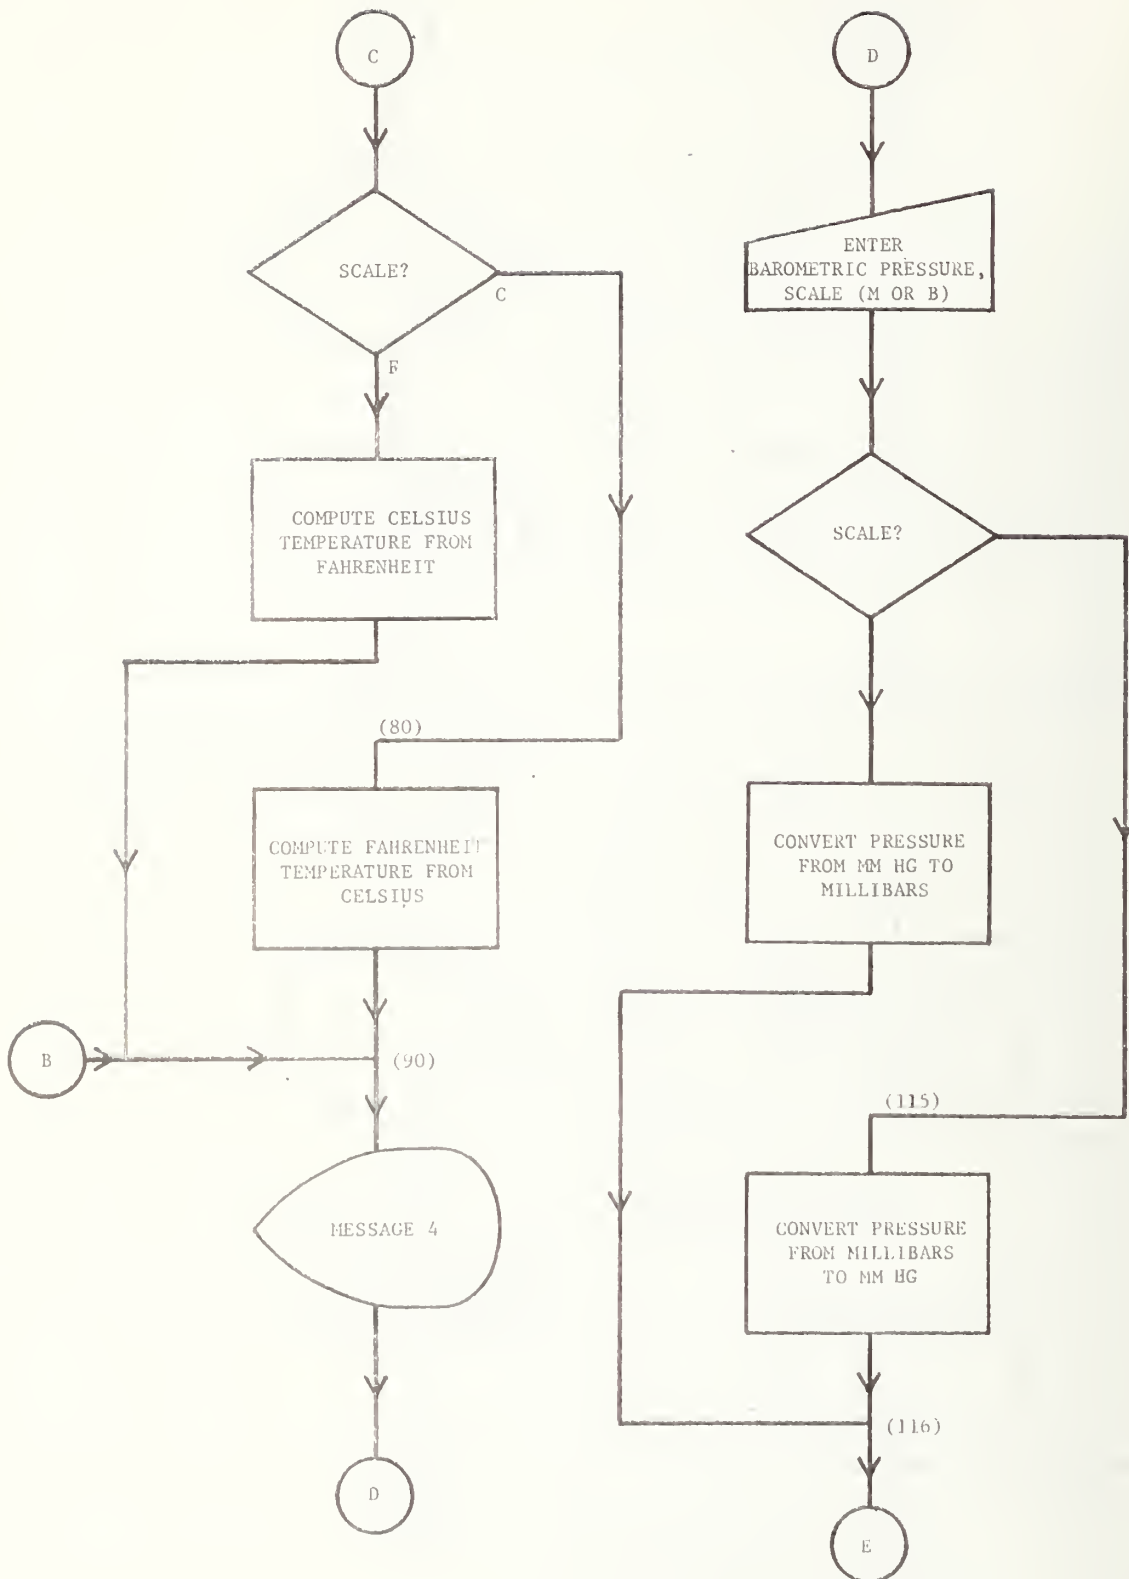 C
SCALE?
C
F
COMPUTE CELSIUS
TEMPERATURE FROM
FAHRENHEIT
(80)
COMPUTE FAHRENHEIT
TEMPERATURE FROM
CELSIUS
B
(90)
MESSAGE 4
D
D
ENTER
BAROMETRIC PRESSURE,
SCALE (M OR B)
SCALE?
CONVERT PRESSURE
FROM MM HG TO
MILLIBARS
(115)
CONVERT PRESSURE
FROM MILLIBARS
TO MM HG
(116)
E